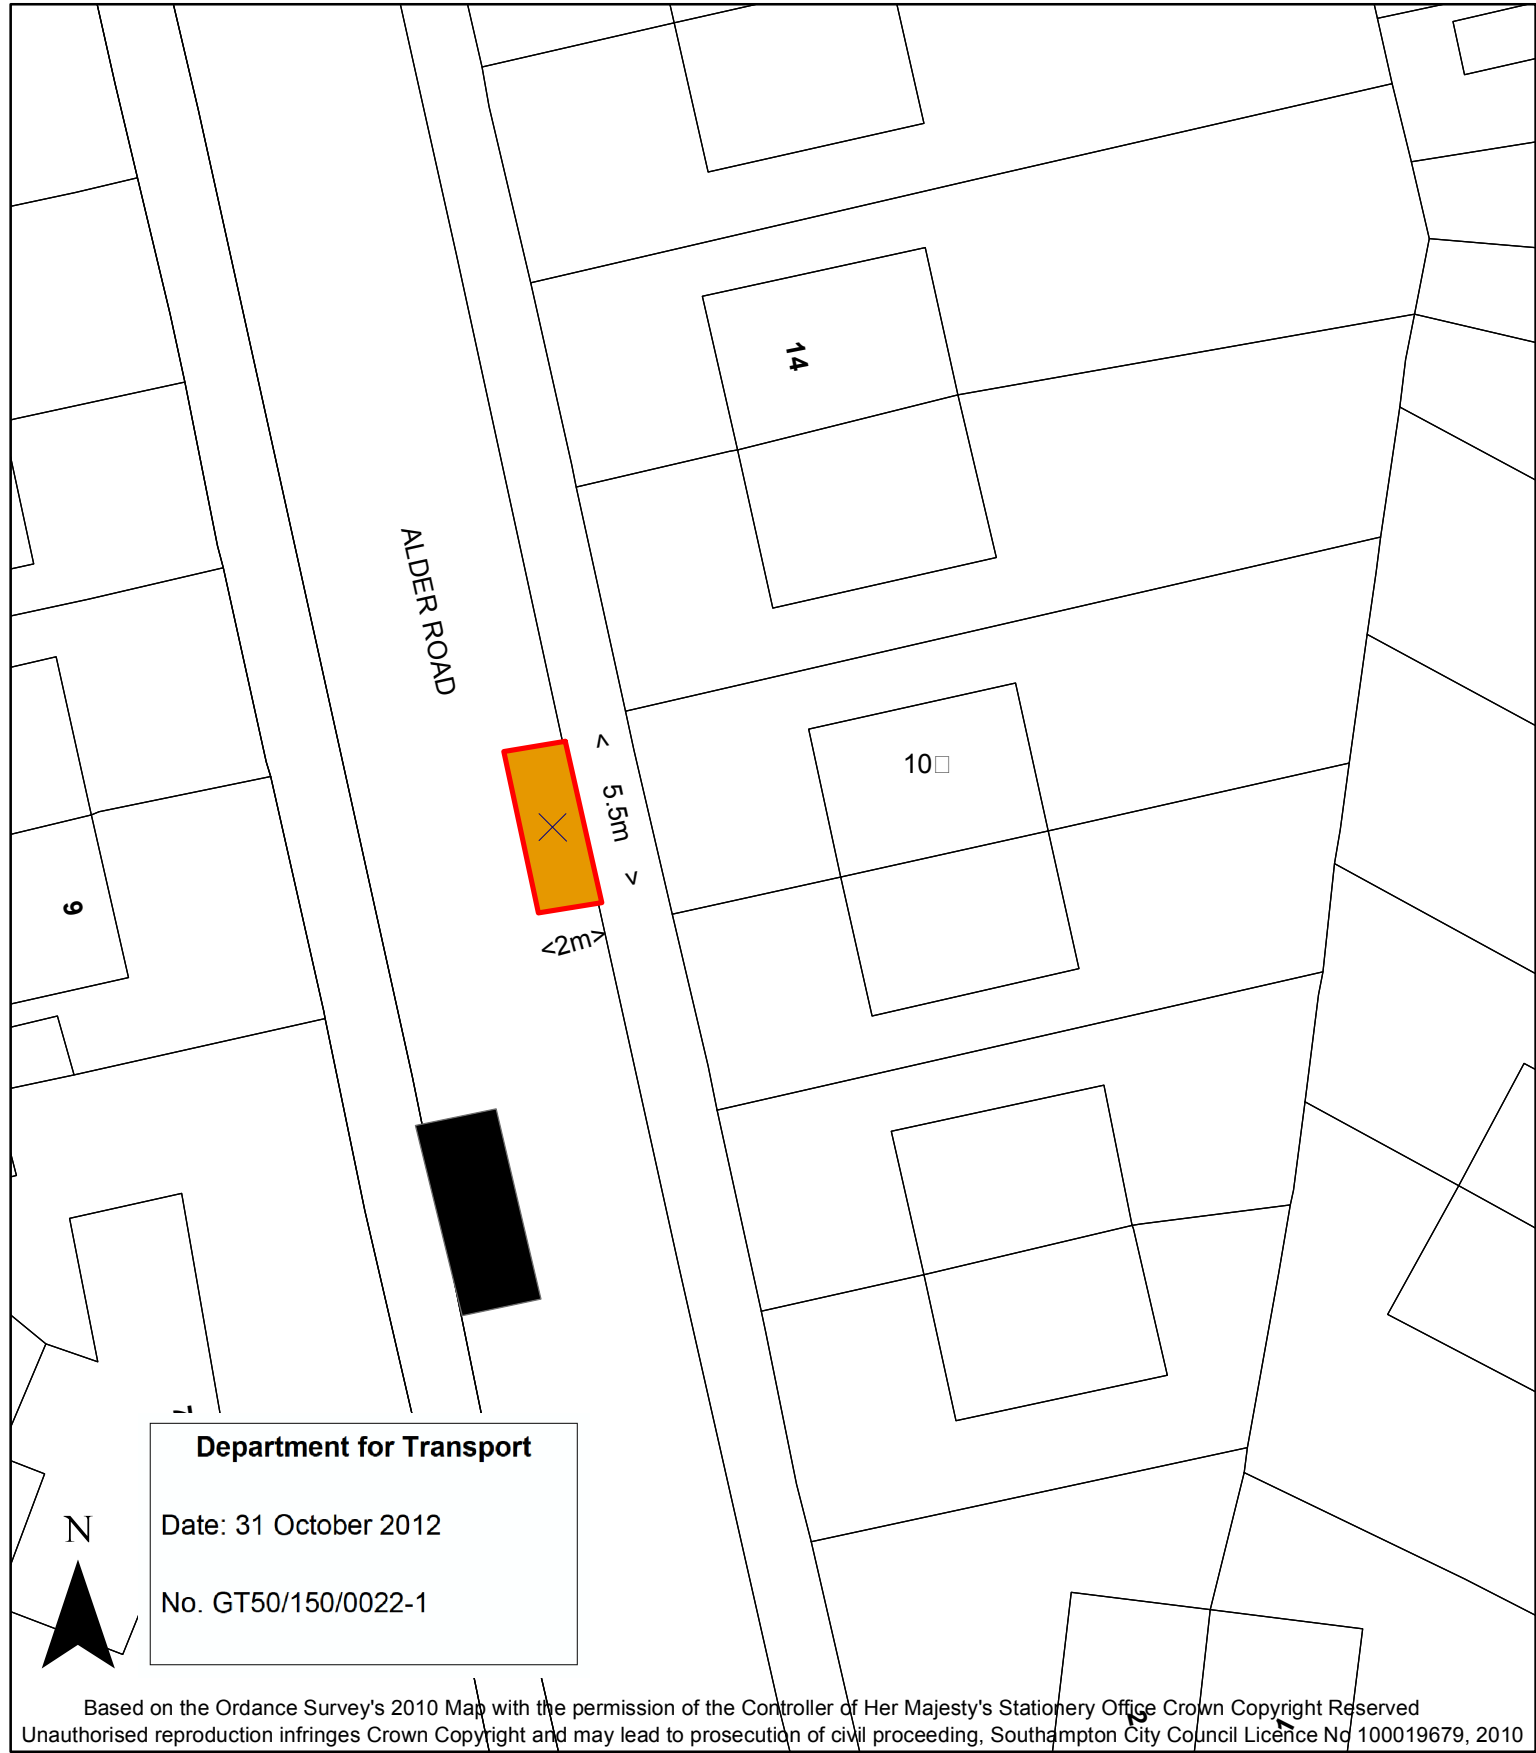 14
ALDER ROAD
10
<
5.5m
>
9
<2m>
Department for Transport
Date: 31 October 2012
No. GT50/150/0022-1
N
2
1
Based on the Ordance Survey's 2010 Map with the permission of the Controller of Her Majesty's Stationery Office Crown Copyright Reserved
Unauthorised reproduction infringes Crown Copyright and may lead to prosecution of civil proceeding, Southampton City Council Licence No 100019679, 2010